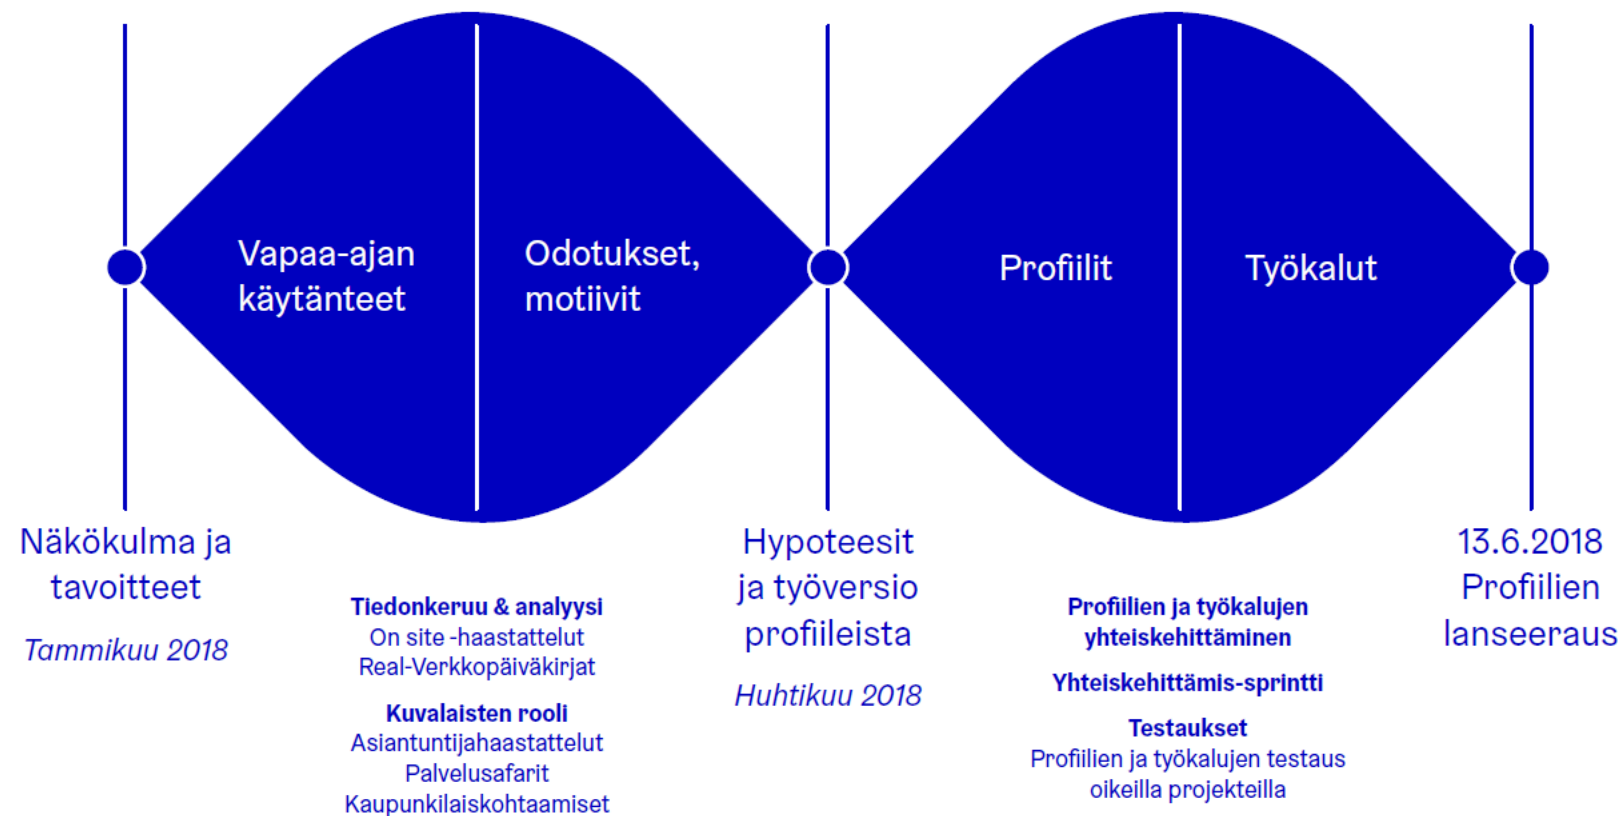 Vapaa-ajan
käytänteet
Odotukset,
motiivit
Profiilit
Työkalut
Näkökulma ja
tavoitteet
Tammikuu 2018
Tiedonkeruu & analyysi
On site -haastattelut
Real-Verkkopäiväkirjat
Kuvalaisten rooli
Asiantuntijahaastattelut
Palvelusafarit
Kaupunkilaiskohtaamiset
Hypoteesit
ja työversio
profiileista
Huhtikuu 2018
Profiilien ja työkalujen
yhteiskehittäminen
Yhteiskehittämis-sprintti
Testaukset
Profiilien ja työkalujen testaus
oikeilla projekteilla
13.6.2018
Profiilien
lanseeraus